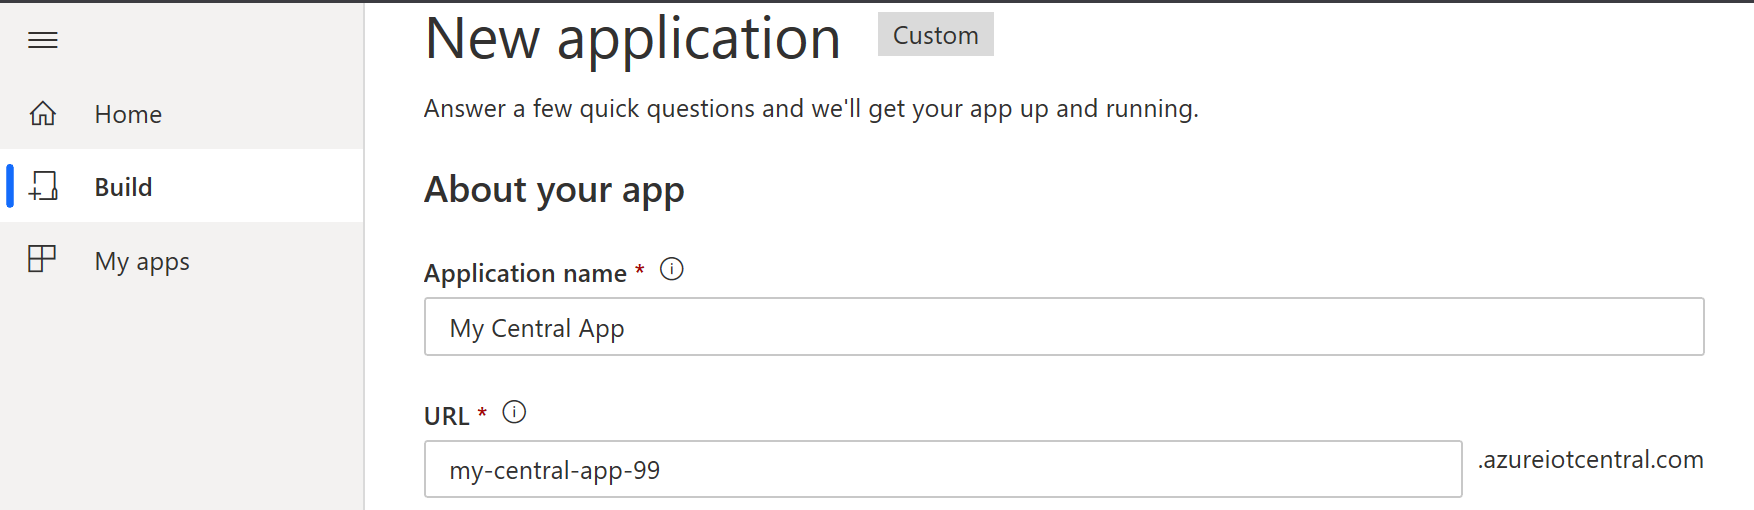 New application
Custom
Home
Answer a few quick questions and we'll get your app up and running.
Build
About your app
My apps
Application name *
My Central App
URL *
my-central-app-99
.azureiotcentral.com